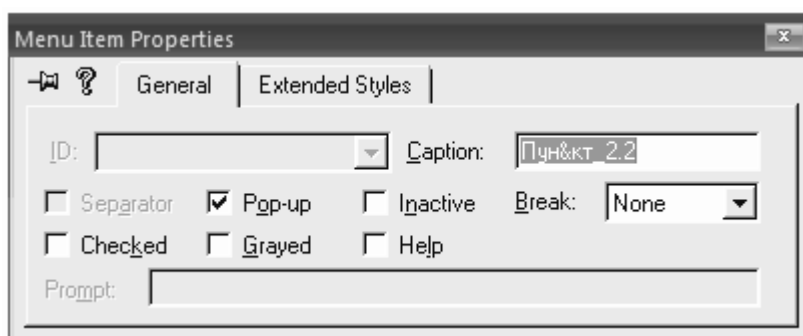 Menu Item Properties
General Extended Styles
ID: Caption: Пун&кт_2.2
Separator Pop-up Inactive Break: None
Checked Grayed Help
Prompt: